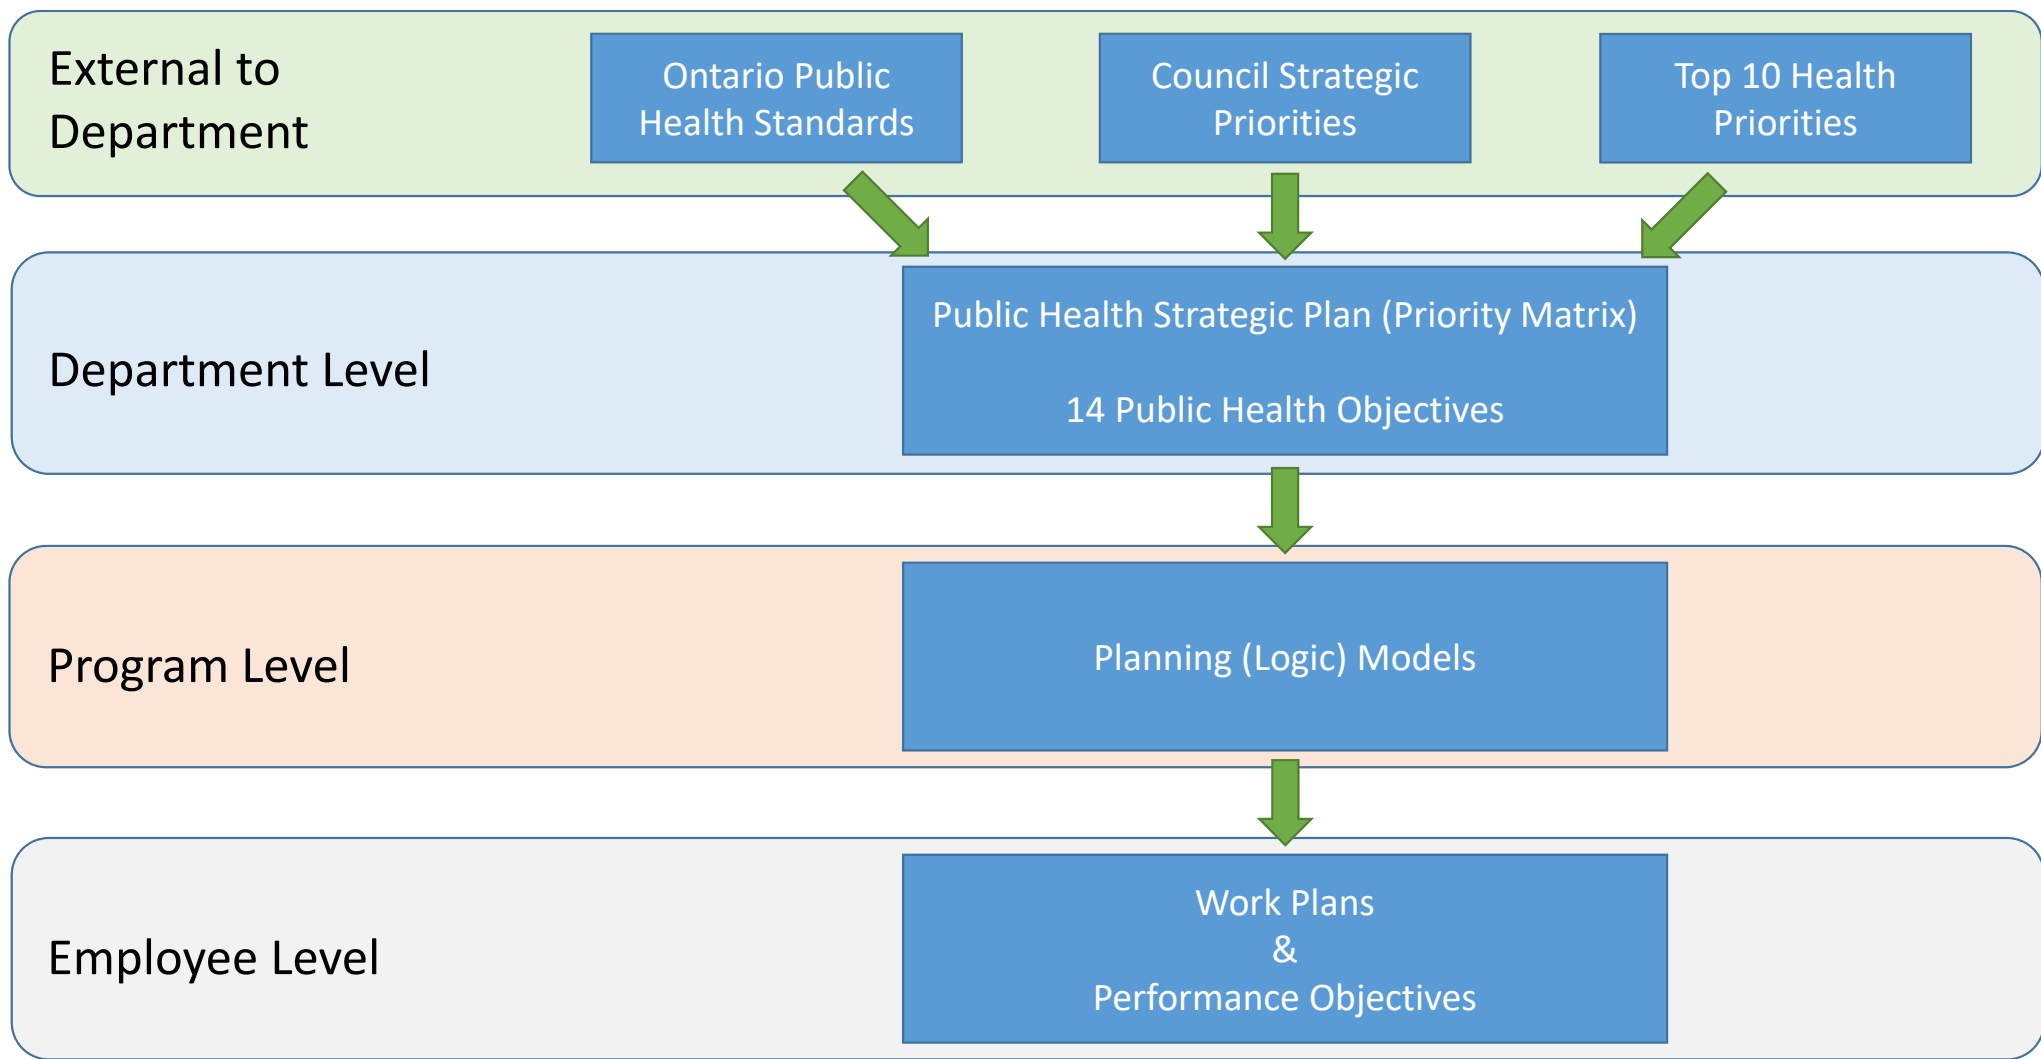 External to
Department
Ontario Public
Health Standards
Council Strategic
Priorities
Top 10 Health
Priorities
Department Level
Public Health Strategic Plan (Priority Matrix)
14 Public Health Objectives
Program Level
Planning (Logic) Models
Employee Level
Work Plans
&
Performance Objectives